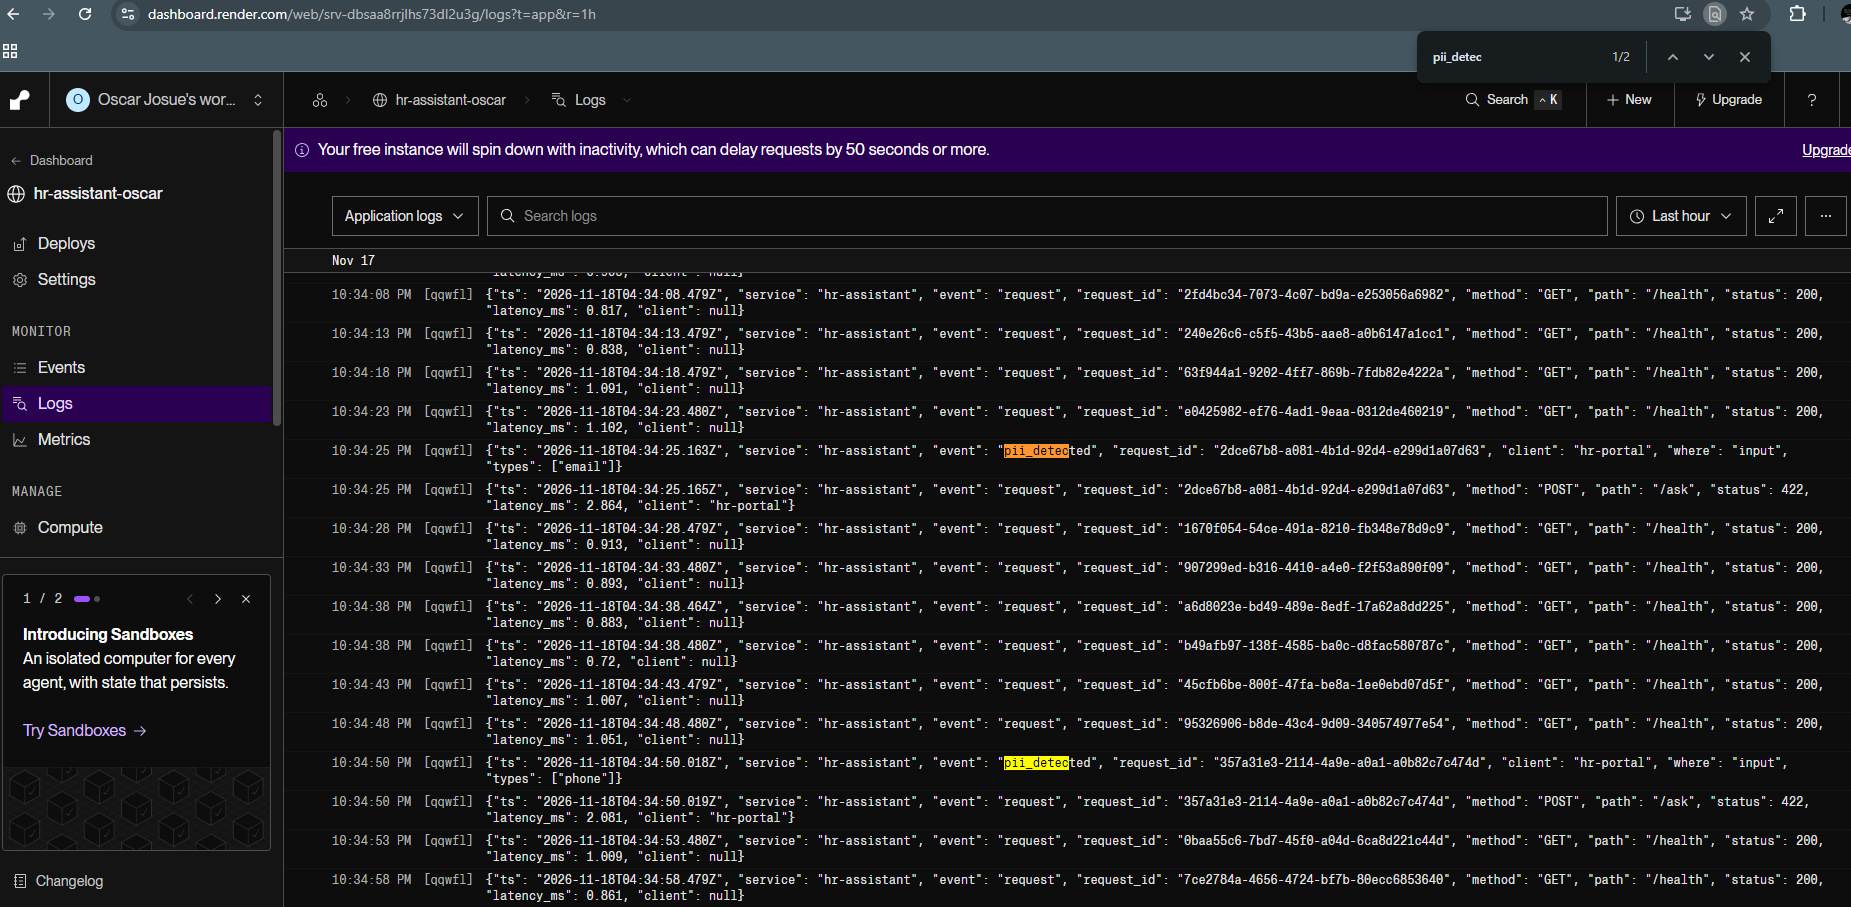 dashboard.render.com/web/srv-dbsaa8rrjlhs73dl2u3g/logs?t=app&r=1h
pii_detec
1/2
O
Oscar Josue's wor...
hr-assistant-oscar
Logs
Search ^ K
+ New
Upgrade
?
Dashboard
hr-assistant-oscar
Deploys
Settings
MONITOR
Events
Logs
Metrics
MANAGE
Compute
1 / 2
Introducing Sandboxes
An isolated computer for every
agent, with state that persists.
Try Sandboxes →
Changelog
Your free instance will spin down with inactivity, which can delay requests by 50 seconds or more.
Upgrade
Application logs
Search logs
Last hour
...
Nov 17
10:34:08 PM [qqwfl] {"ts": "2026-11-18T04:34:08.479Z", "service": "hr-assistant", "event": "request", "request_id": "2fd4bc34-7073-4c07-bd9a-e253056a6982", "method": "GET", "path": "/health", "status": 200,
"latency_ms": 0.817, "client": null}
10:34:13 PM [qqwfl] {"ts": "2026-11-18T04:34:13.479Z", "service": "hr-assistant", "event": "request", "request_id": "240e26c6-c5f5-43b5-aae8-a0b6147a1cc1", "method": "GET", "path": "/health", "status": 200,
"latency_ms": 0.838, "client": null}
10:34:18 PM [qqwfl] {"ts": "2026-11-18T04:34:18.479Z", "service": "hr-assistant", "event": "request", "request_id": "63f944a1-9202-4ff7-869b-7fdb82e4222a", "method": "GET", "path": "/health", "status": 200,
"latency_ms": 1.091, "client": null}
10:34:23 PM [qqwfl] {"ts": "2026-11-18T04:34:23.480Z", "service": "hr-assistant", "event": "request", "request_id": "e0425982-ef76-4ad1-9eaa-0312de460219", "method": "GET", "path": "/health", "status": 200,
"latency_ms": 1.102, "client": null}
10:34:25 PM [qqwfl] {"ts": "2026-11-18T04:34:25.163Z", "service": "hr-assistant", "event": "pii_detected", "request_id": "2dce67b8-a081-4b1d-92d4-e299d1a07d63", "client": "hr-portal", "where": "input",
"types": ["email"]}
10:34:25 PM [qqwfl] {"ts": "2026-11-18T04:34:25.165Z", "service": "hr-assistant", "event": "request", "request_id": "2dce67b8-a081-4b1d-92d4-e299d1a07d63", "method": "POST", "path": "/ask", "status": 422,
"latency_ms": 2.864, "client": "hr-portal"}
10:34:28 PM [qqwfl] {"ts": "2026-11-18T04:34:28.479Z", "service": "hr-assistant", "event": "request", "request_id": "1670f054-54ce-491a-8210-fb348e78d9c9", "method": "GET", "path": "/health", "status": 200,
"latency_ms": 0.913, "client": null}
10:34:33 PM [qqwfl] {"ts": "2026-11-18T04:34:33.480Z", "service": "hr-assistant", "event": "request", "request_id": "907299ed-b316-4410-a4e0-f2f53a890f09", "method": "GET", "path": "/health", "status": 200,
"latency_ms": 0.893, "client": null}
10:34:38 PM [qqwfl] {"ts": "2026-11-18T04:34:38.464Z", "service": "hr-assistant", "event": "request", "request_id": "a6d8023e-bd49-489e-8edf-17a62a8dd225", "method": "GET", "path": "/health", "status": 200,
"latency_ms": 0.883, "client": null}
10:34:38 PM [qqwfl] {"ts": "2026-11-18T04:34:38.480Z", "service": "hr-assistant", "event": "request", "request_id": "b49afb97-138f-4585-ba0c-d8fac580787c", "method": "GET", "path": "/health", "status": 200,
"latency_ms": 0.72, "client": null}
10:34:43 PM [qqwfl] {"ts": "2026-11-18T04:34:43.479Z", "service": "hr-assistant", "event": "request", "request_id": "45cfb6be-800f-47fa-be8a-1ee0ebd07d5f", "method": "GET", "path": "/health", "status": 200,
"latency_ms": 1.007, "client": null}
10:34:48 PM [qqwfl] {"ts": "2026-11-18T04:34:48.480Z", "service": "hr-assistant", "event": "request", "request_id": "95326906-b8de-43c4-9d09-340574977e54", "method": "GET", "path": "/health", "status": 200,
"latency_ms": 1.051, "client": null}
10:34:50 PM [qqwfl] {"ts": "2026-11-18T04:34:50.018Z", "service": "hr-assistant", "event": "pii_detected", "request_id": "357a31e3-2114-4a9e-a0a1-a0b82c7c474d", "client": "hr-portal", "where": "input",
"types": ["phone"]}
10:34:50 PM [qqwfl] {"ts": "2026-11-18T04:34:50.019Z", "service": "hr-assistant", "event": "request", "request_id": "357a31e3-2114-4a9e-a0a1-a0b82c7c474d", "method": "POST", "path": "/ask", "status": 422,
"latency_ms": 2.081, "client": "hr-portal"}
10:34:53 PM [qqwfl] {"ts": "2026-11-18T04:34:53.480Z", "service": "hr-assistant", "event": "request", "request_id": "0baa55c6-7bd7-45f0-a04d-6ca8d221c44d", "method": "GET", "path": "/health", "status": 200,
"latency_ms": 1.009, "client": null}
10:34:58 PM [qqwfl] {"ts": "2026-11-18T04:34:58.479Z", "service": "hr-assistant", "event": "request", "request_id": "7ce2784a-4656-4724-bf7b-80ecc6853640", "method": "GET", "path": "/health", "status": 200,
"latency_ms": 0.861, "client": null}